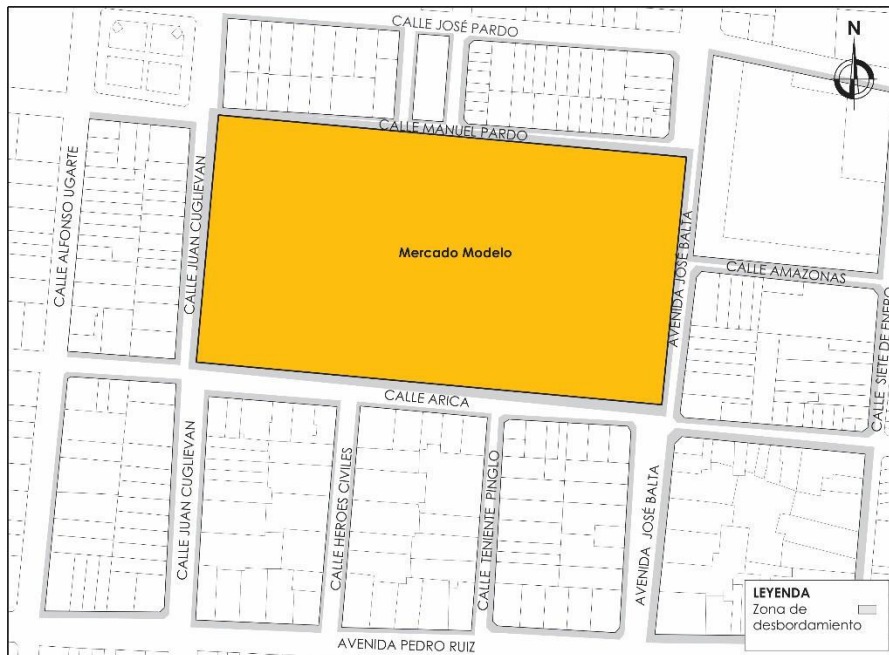 CALLE JOSÉ PARDO
N
CALLE MANUEL PARDO
CALLE ALFONSO UGARTE
CALLE JUAN CUGLIEVAN
Mercado Modelo
AVENIDA JOSÉ BALTA
CALLE AMAZONAS
CALLE SIETE DE ENERO
CALLE ARICA
CALLE JUAN CUGLIEVAN
CALLE HEROES CIVILES
CALLE TENIENTE PINGLO
AVENIDA JOSÉ BALTA
AVENIDA PEDRO RUIZ
LEYENDA
Zona de
desbordamiento